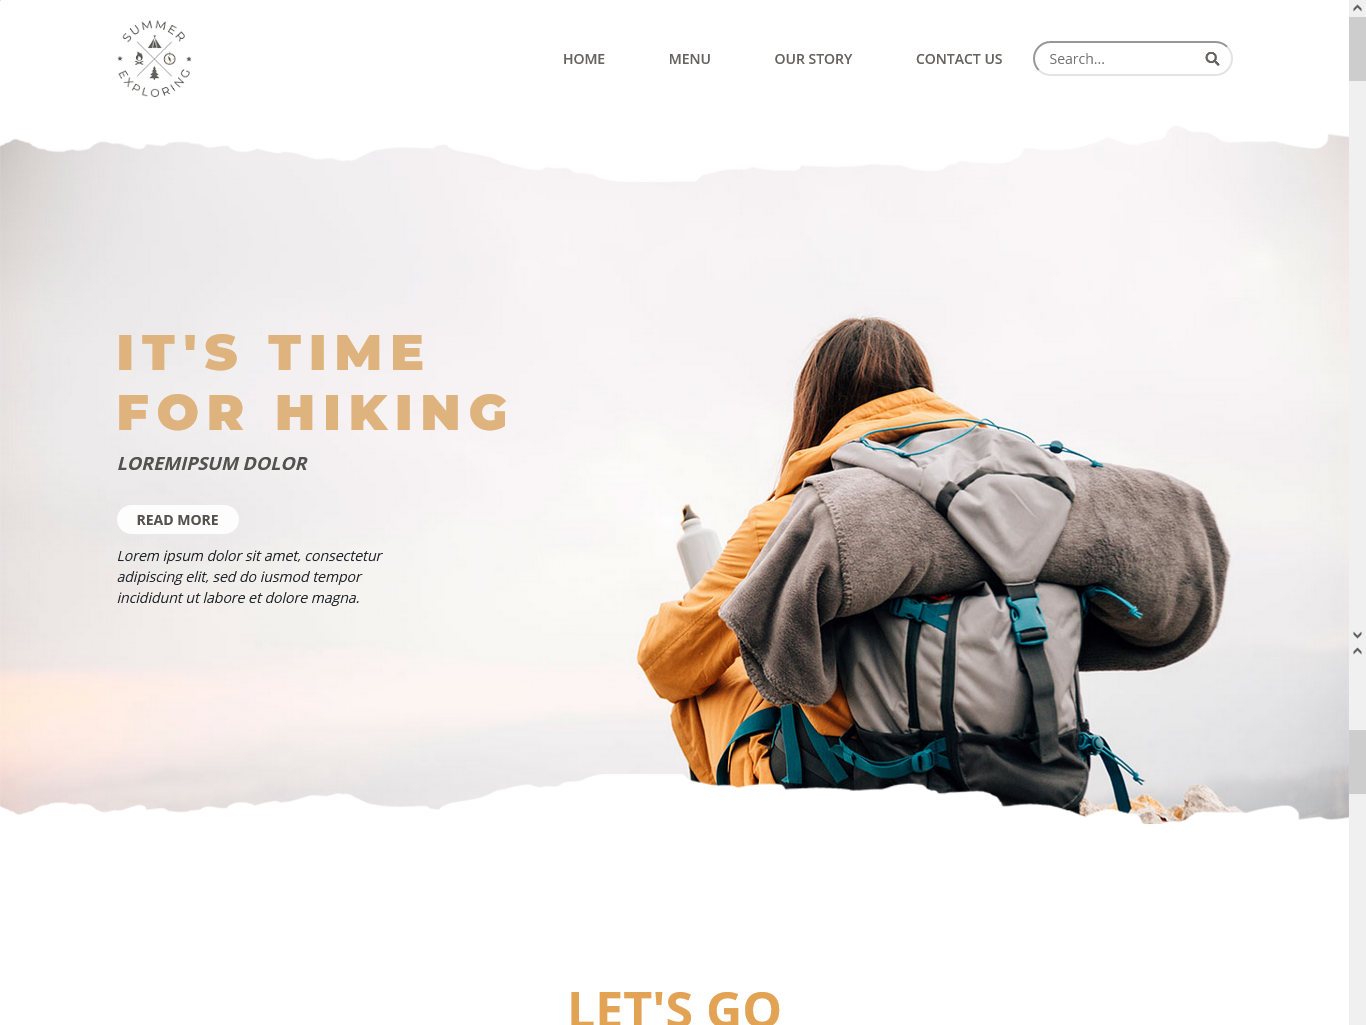 SUMMER
EXPLORING
HOME
MENU
OUR STORY
CONTACT US
Search...
IT'S TIME
FOR HIKING
LOREMIPSUM DOLOR
READ MORE
Lorem ipsum dolor sit amet, consectetur
adipiscing elit, sed do iusmod tempor
incididunt ut labore et dolore magna.
LET'S GO